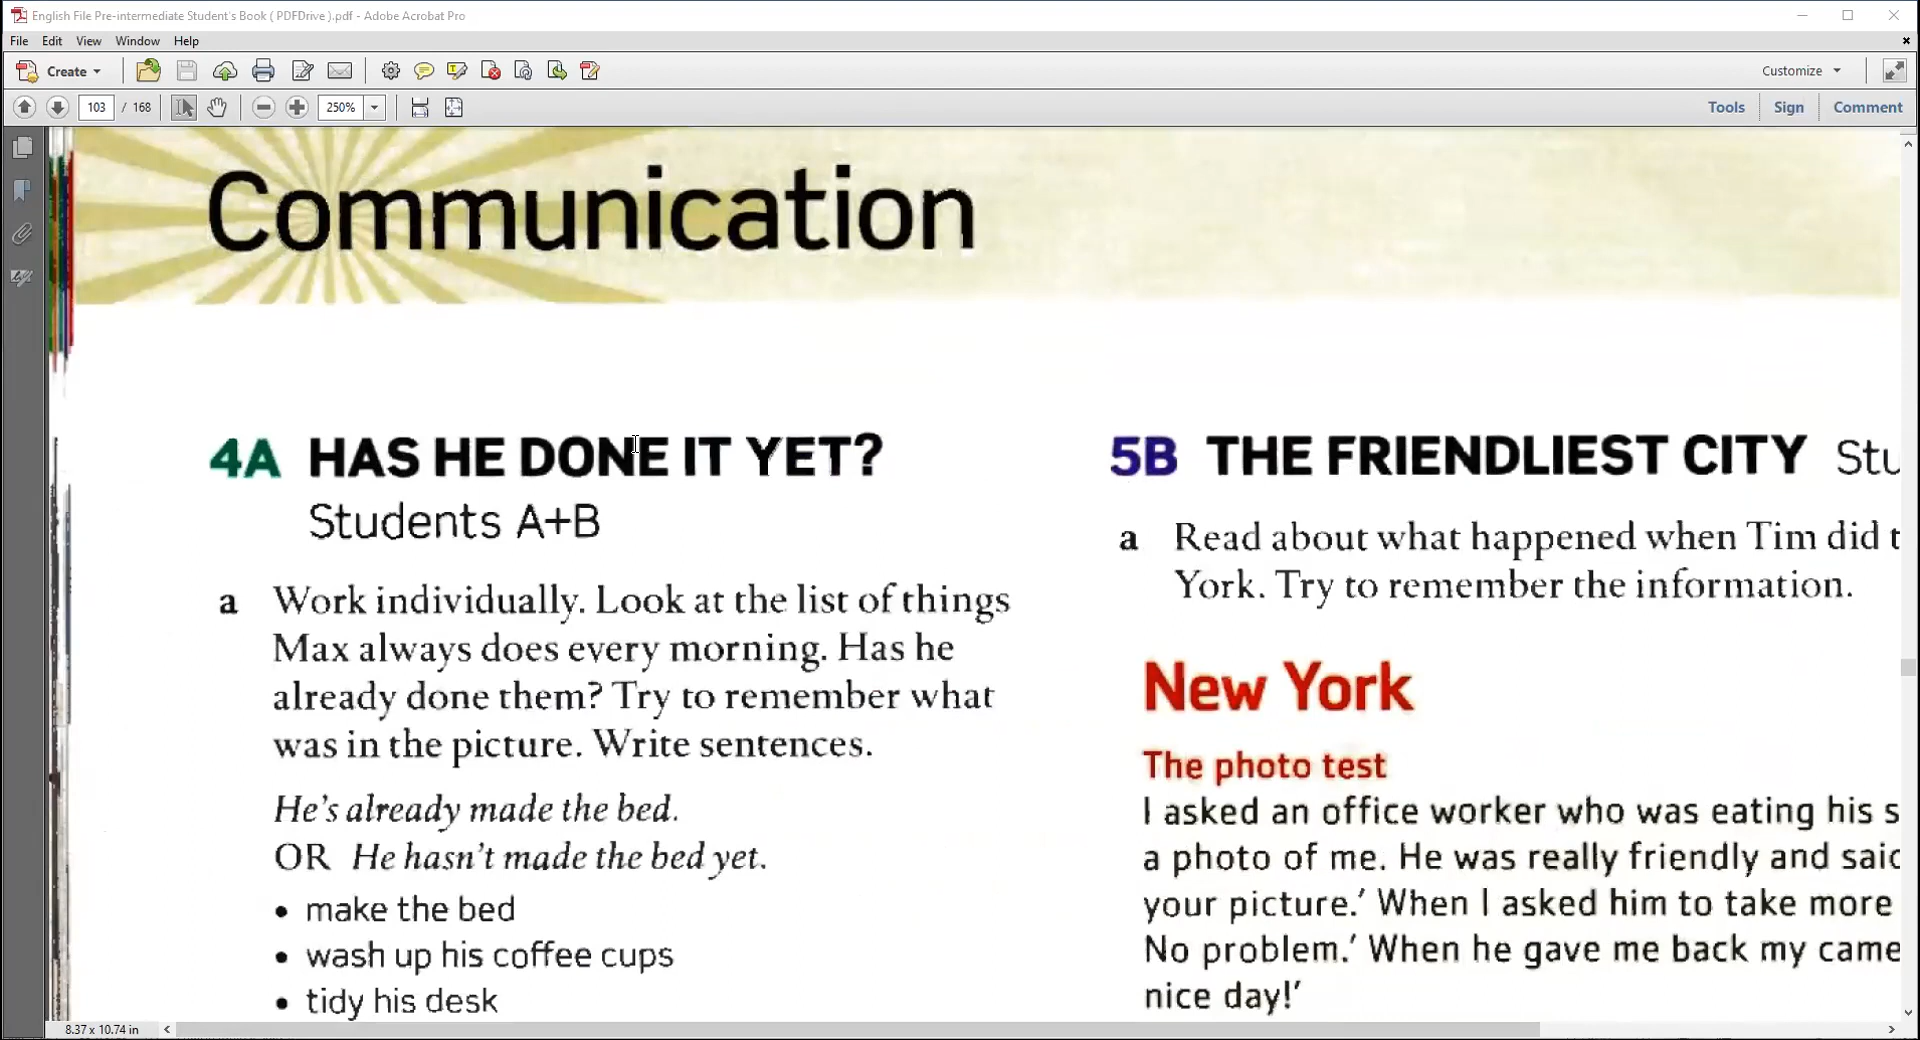 English File Pre-intermediate Student's Book ( PDFDrive ).pdf - Adobe Acrobat Pro
File Edit View Window Help
Create Customize
103 / 168 250% Tools Sign Comment
Communication
4A HAS HE DONE IT YET?
Students A+B
a Work individually. Look at the list of things
Max always does every morning. Has he
already done them? Try to remember what
was in the picture. Write sentences.
He's already made the bed.
OR He hasn't made the bed yet.
• make the bed
• wash up his coffee cups
• tidy his desk
5B THE FRIENDLIEST CITY Stu
a Read about what happened when Tim did t
York. Try to remember the information.
New York
The photo test
I asked an office worker who was eating his s
a photo of me. He was really friendly and said
your picture.' When I asked him to take more
No problem.' When he gave me back my came
nice day!'
8.37 x 10.74 in